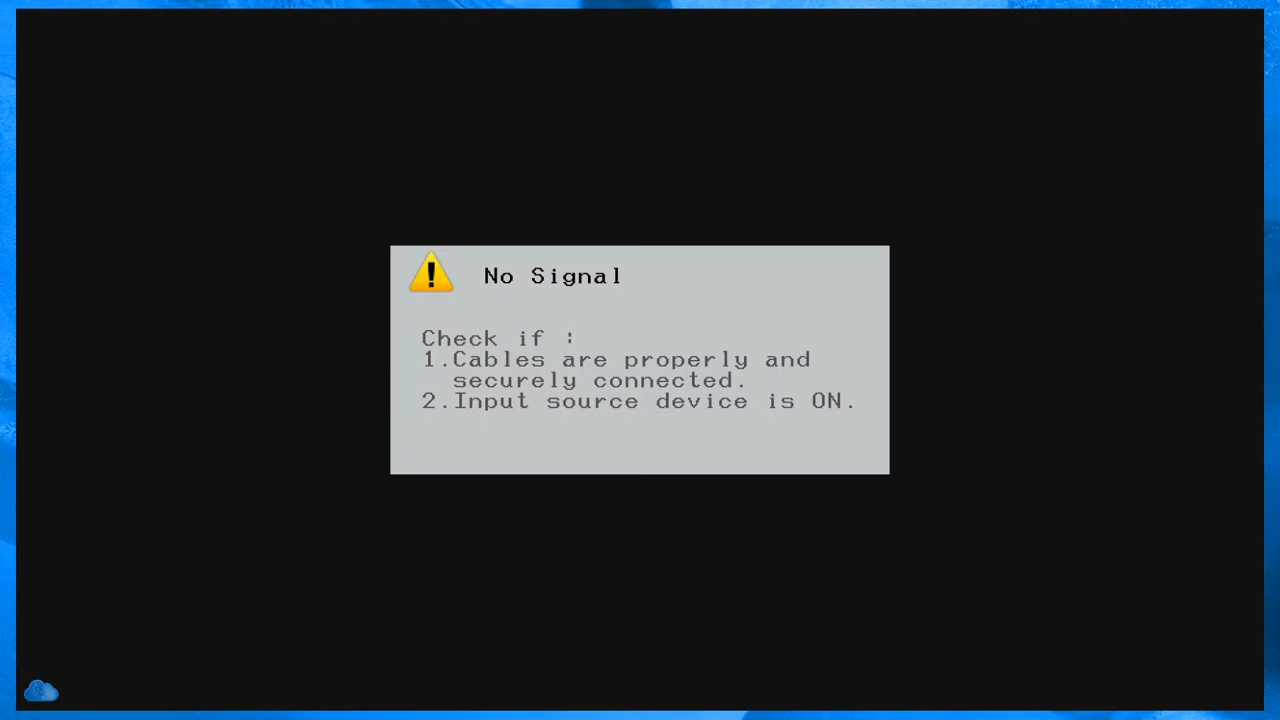 No Signal
Check if :
1.Cables are properly and
securely connected.
2.Input source device is ON.